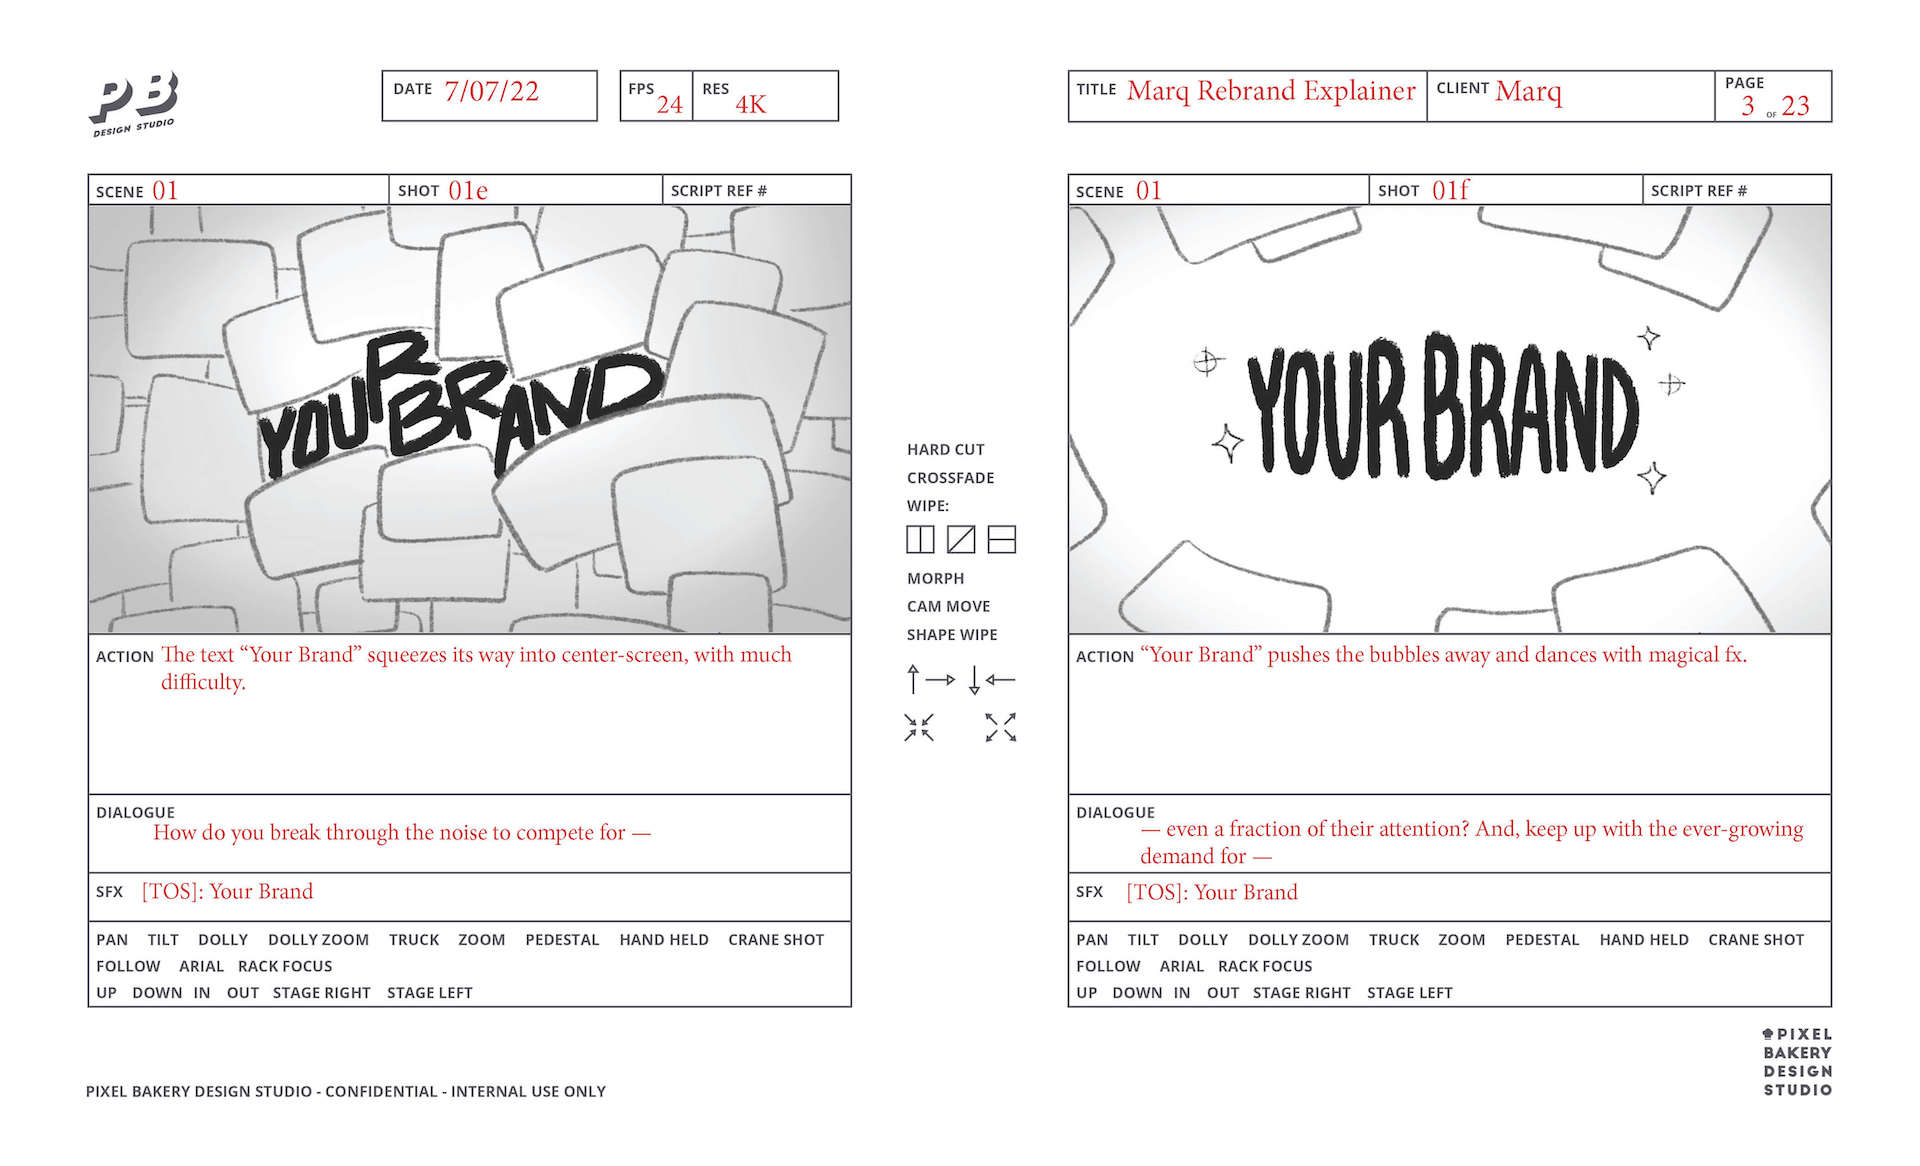 PB
DESIGN STUDIO
DATE 7/07/22
FPS 24
RES 4K
TITLE Marq Rebrand Explainer
CLIENT Marq
PAGE 3 OF 23
SCENE 01
SHOT 01e
SCRIPT REF #
YOUR BRAND
ACTION The text “Your Brand” squeezes its way into center-screen, with much
difficulty.
DIALOGUE
How do you break through the noise to compete for —
SFX [TOS]: Your Brand
PAN TILT DOLLY DOLLY ZOOM TRUCK ZOOM PEDESTAL HAND HELD CRANE SHOT
FOLLOW ARIAL RACK FOCUS
UP DOWN IN OUT STAGE RIGHT STAGE LEFT
HARD CUT
CROSSFADE
WIPE:
MORPH
CAM MOVE
SHAPE WIPE
SCENE 01
SHOT 01f
SCRIPT REF #
YOUR BRAND
ACTION “Your Brand” pushes the bubbles away and dances with magical fx.
DIALOGUE
— even a fraction of their attention? And, keep up with the ever-growing
demand for —
SFX [TOS]: Your Brand
PAN TILT DOLLY DOLLY ZOOM TRUCK ZOOM PEDESTAL HAND HELD CRANE SHOT
FOLLOW ARIAL RACK FOCUS
UP DOWN IN OUT STAGE RIGHT STAGE LEFT
PIXEL BAKERY DESIGN STUDIO - CONFIDENTIAL - INTERNAL USE ONLY
PIXEL
BAKERY
DESIGN
STUDIO